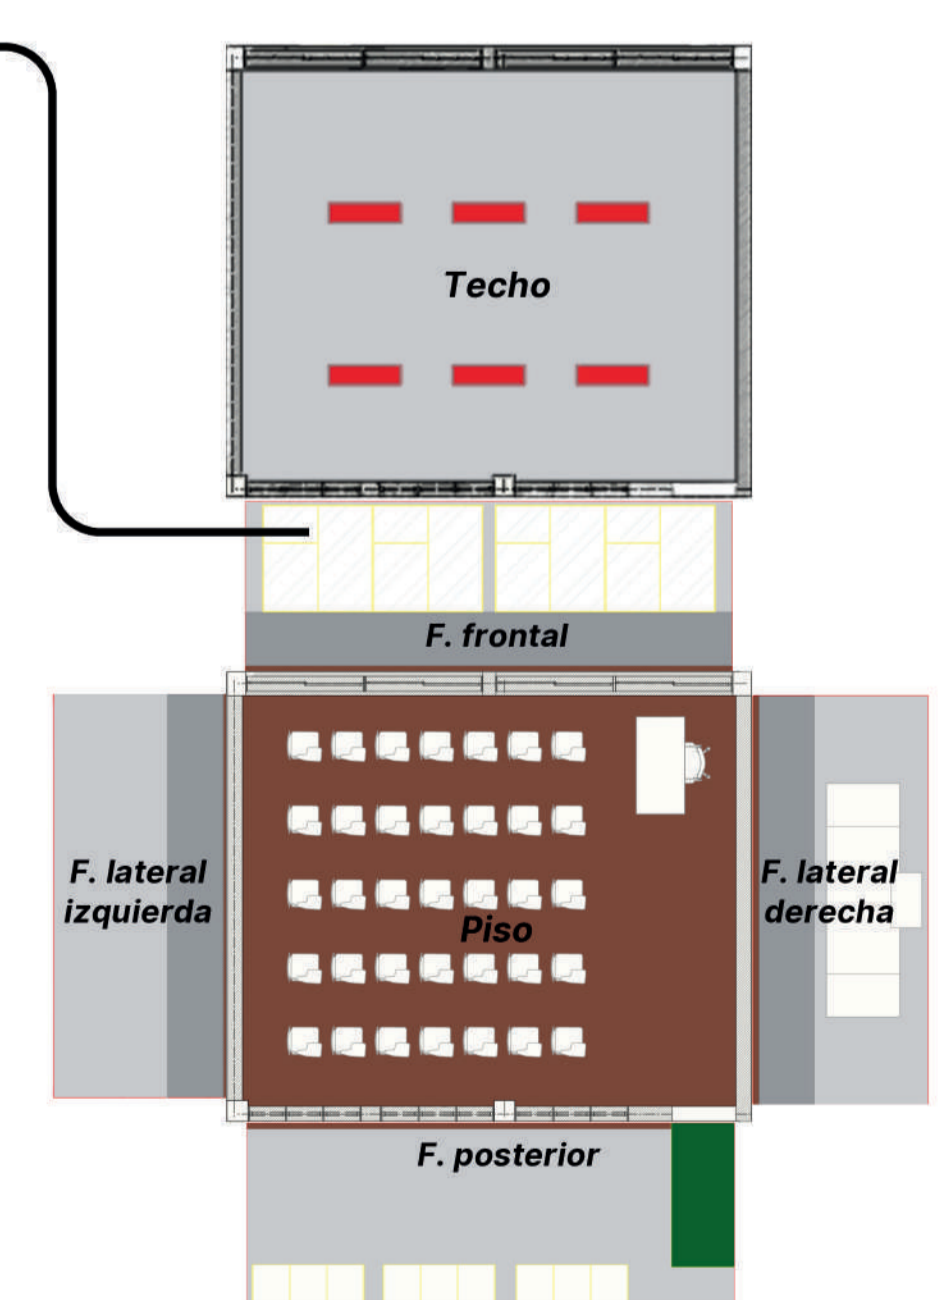 Techo
F. frontal
F. lateral
izquierda
Piso
F. lateral
derecha
F. posterior